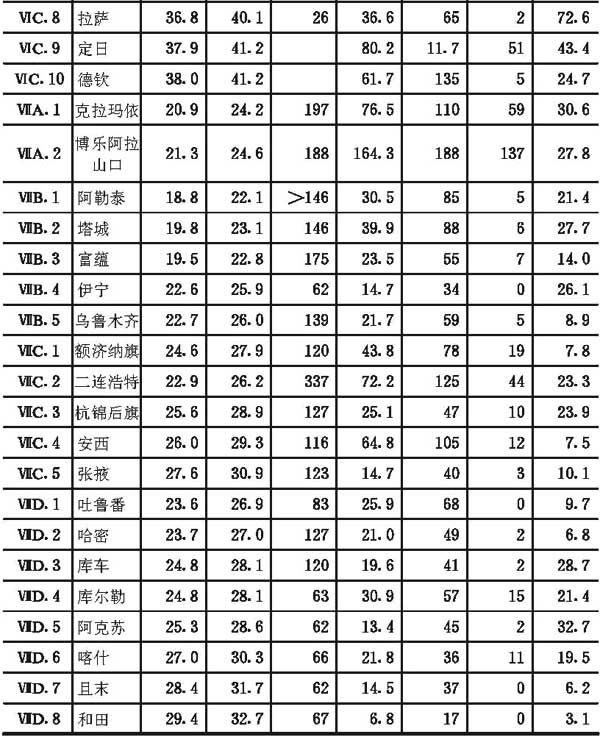 ⅥC.8 拉萨 36.8 40.1 26 36.6 65 2 72.6
ⅥC.9 定日 37.9 41.2 80.2 11.7 51 43.4
ⅥC.10 德钦 38.0 41.2 61.7 135 5 24.7
ⅦA.1 克拉玛依 20.9 24.2 197 76.5 110 59 30.6
ⅦA.2 博乐阿拉山口 21.3 24.6 188 164.3 188 137 27.8
ⅦB.1 阿勒泰 18.8 22.1 >146 30.5 85 5 21.4
ⅦB.2 塔城 19.8 23.1 146 39.9 88 6 27.7
ⅦB.3 富蕴 19.5 22.8 175 23.5 55 7 14.0
ⅦB.4 伊宁 22.6 25.9 62 14.7 34 0 26.1
ⅦB.5 乌鲁木齐 22.7 26.0 139 21.7 59 5 8.9
ⅦC.1 额济纳旗 24.6 27.9 120 43.8 78 19 7.8
ⅦC.2 二连浩特 22.9 26.2 337 72.2 125 44 23.3
ⅦC.3 杭锦后旗 25.6 28.9 127 25.1 47 10 23.9
ⅦC.4 安西 26.0 29.3 116 64.8 105 12 7.5
ⅦC.5 张掖 27.6 30.9 123 14.7 40 3 10.1
ⅦD.1 吐鲁番 23.6 26.9 83 25.9 68 0 9.7
ⅦD.2 哈密 23.7 27.0 127 21.0 49 2 6.8
ⅦD.3 库车 24.8 28.1 120 19.6 41 2 28.7
ⅦD.4 库尔勒 24.8 28.1 63 30.9 57 15 21.4
ⅦD.5 阿克苏 25.3 28.6 62 13.4 45 2 32.7
ⅦD.6 喀什 27.0 30.3 66 21.8 36 11 19.5
ⅦD.7 且末 28.4 31.7 62 14.5 37 0 6.2
ⅦD.8 和田 29.4 32.7 67 6.8 17 0 3.1